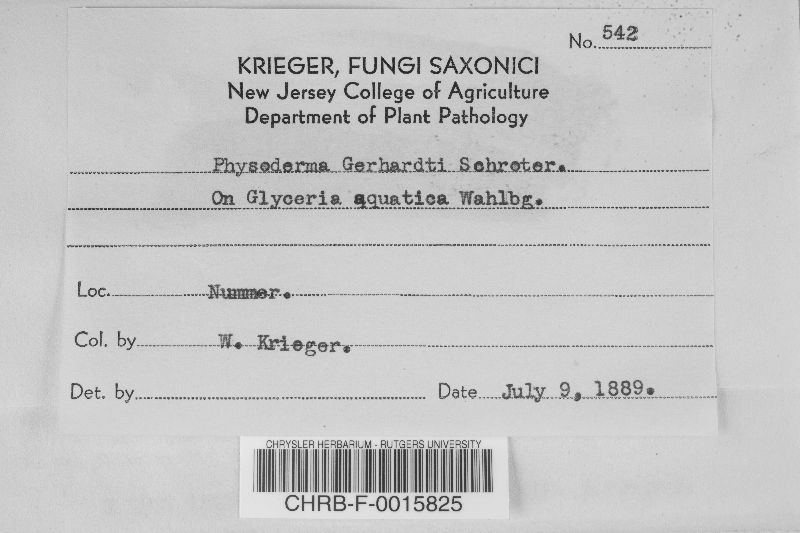 No. 542
KRIEGER, FUNGI SAXONICI
New Jersey College of Agriculture
Department of Plant Pathology
Physoderma Gerhardti Schroter.
On Glyceria aquatica Wahlbg.
Loc. Nummer.
Col. by W. Krieger.
Det. by Date July 9, 1889.
CHRYSLER HERBARIUM - RUTGERS UNIVERSITY
CHRB-F-0015825